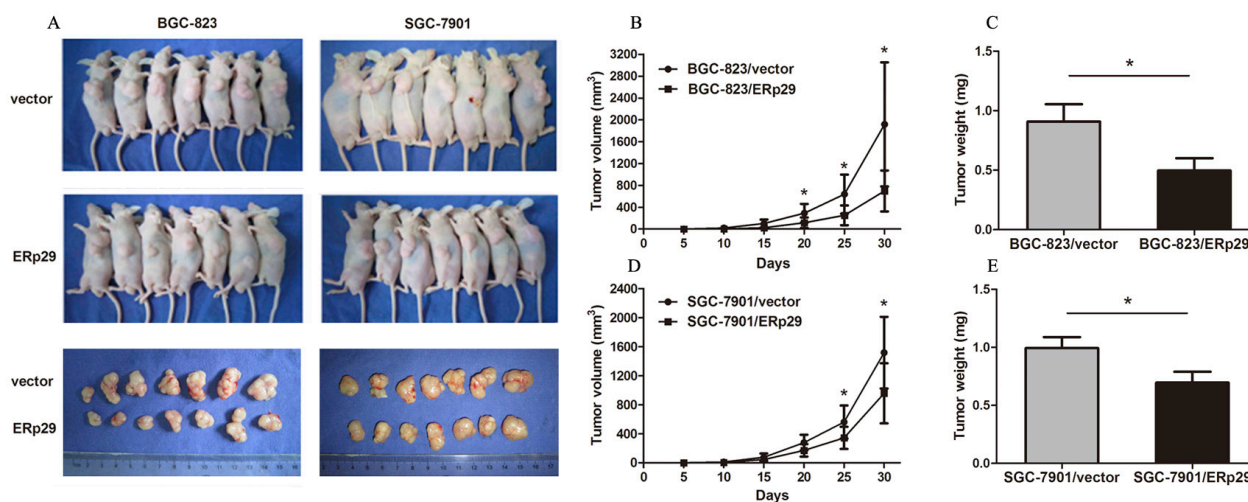 A
BGC-823
SGC-7901
vector
ERp29
vector
ERp29
B
3200
2800
2400
2000
1600
1200
800
400
0
Tumor volume (mm3)
BGC-823/vector
BGC-823/ERp29
*
*
*
0 5 10 15 20 25 30
Days
C
1.5
1.0
0.5
0.0
Tumor weight (mg)
*
BGC-823/vector BGC-823/ERp29
D
2400
2000
1600
1200
800
400
0
Tumor volume (mm3)
SGC-7901/vector
SGC-7901/ERp29
*
*
0 5 10 15 20 25 30
Days
E
1.5
1.0
0.5
0.0
Tumor weight (mg)
*
SGC-7901/vector SGC-7901/ERp29